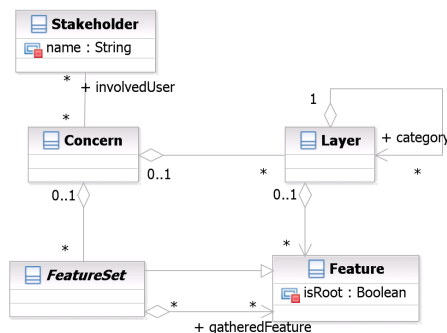 Stakeholder
name : String
*
+ involvedUser
*
1
Concern
Layer
+ category
0..1
*
*
0..1
0..1
*
*
FeatureSet
Feature
isRoot : Boolean
*
*
+ gatheredFeature